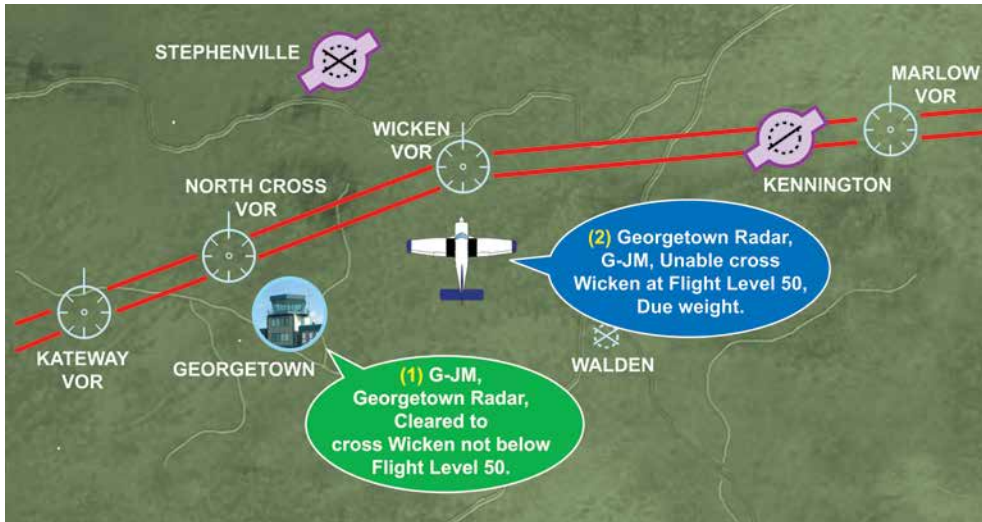 STEPHENVILLE
MARLOW
VOR
WICKEN
VOR
NORTH CROSS
VOR
KENNINGTON
(2) Georgetown Radar,
G-JM, Unable cross
Wicken at Flight Level 50,
Due weight.
KATEWAY
VOR
GEORGETOWN
WALDEN
(1) G-JM,
Georgetown Radar,
Cleared to
cross Wicken not below
Flight Level 50.